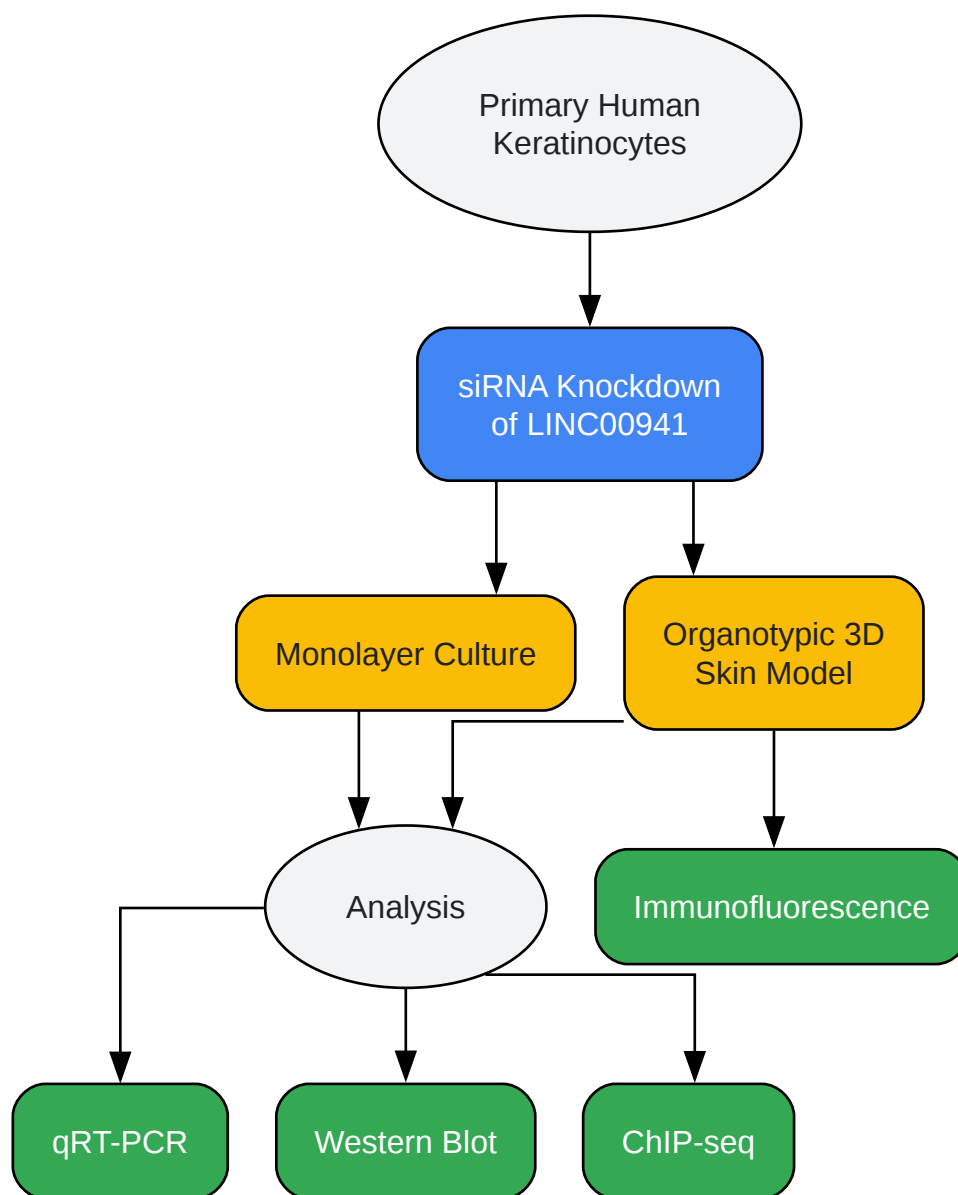 Primary Human
Keratinocytes
siRNA Knockdown
of LINC00941
Monolayer Culture
Organotypic 3D
Skin Model
Analysis
Immunofluorescence
qRT-PCR
Western Blot
ChIP-seq